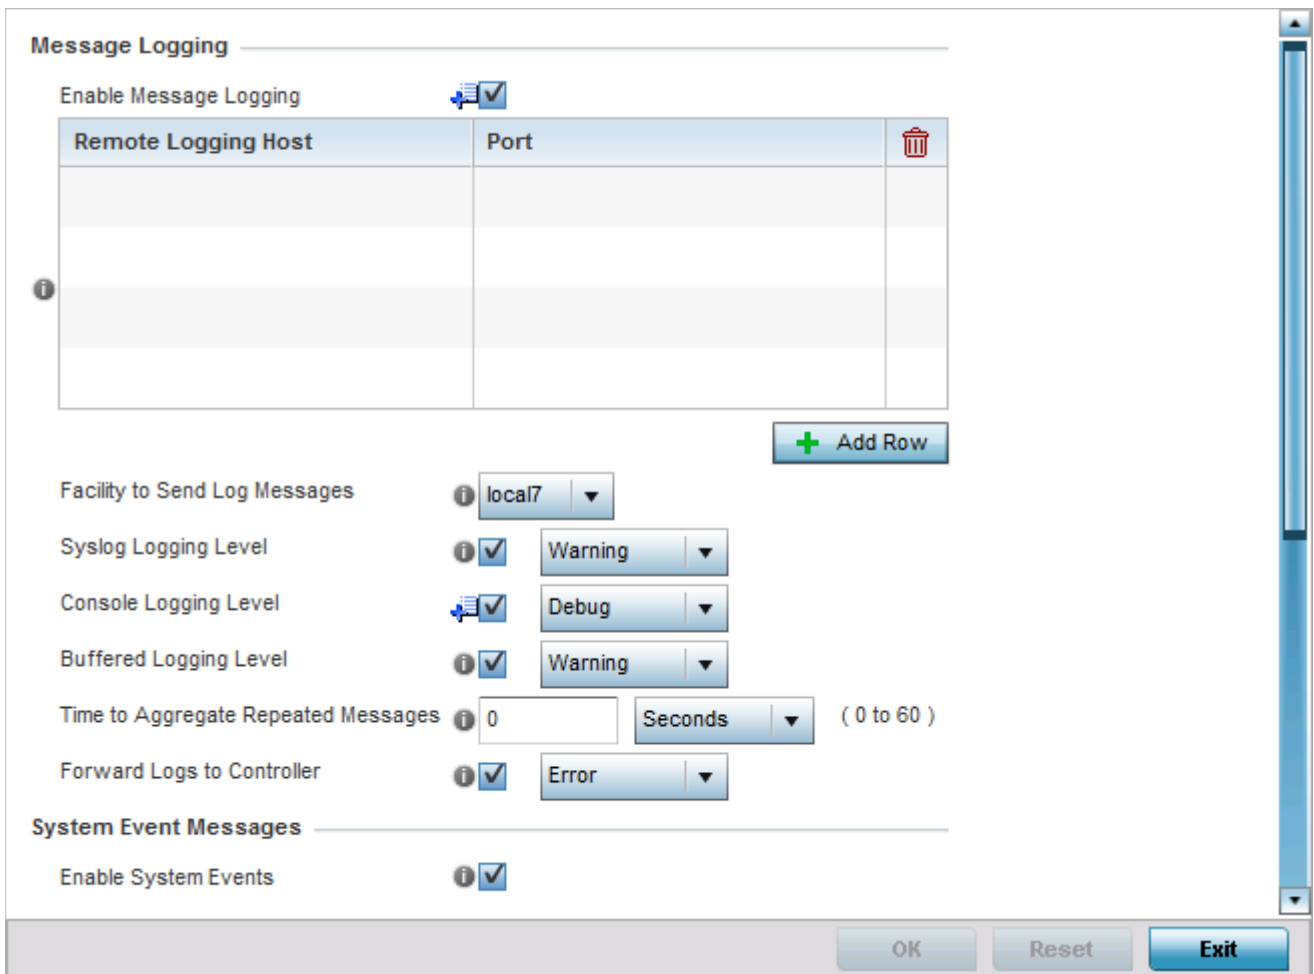 Message Logging
Enable Message Logging
Remote Logging Host Port
Add Row
Facility to Send Log Messages local7
Syslog Logging Level Warning
Console Logging Level Debug
Buffered Logging Level Warning
Time to Aggregate Repeated Messages 0 Seconds ( 0 to 60 )
Forward Logs to Controller Error
System Event Messages
Enable System Events
OK Reset Exit